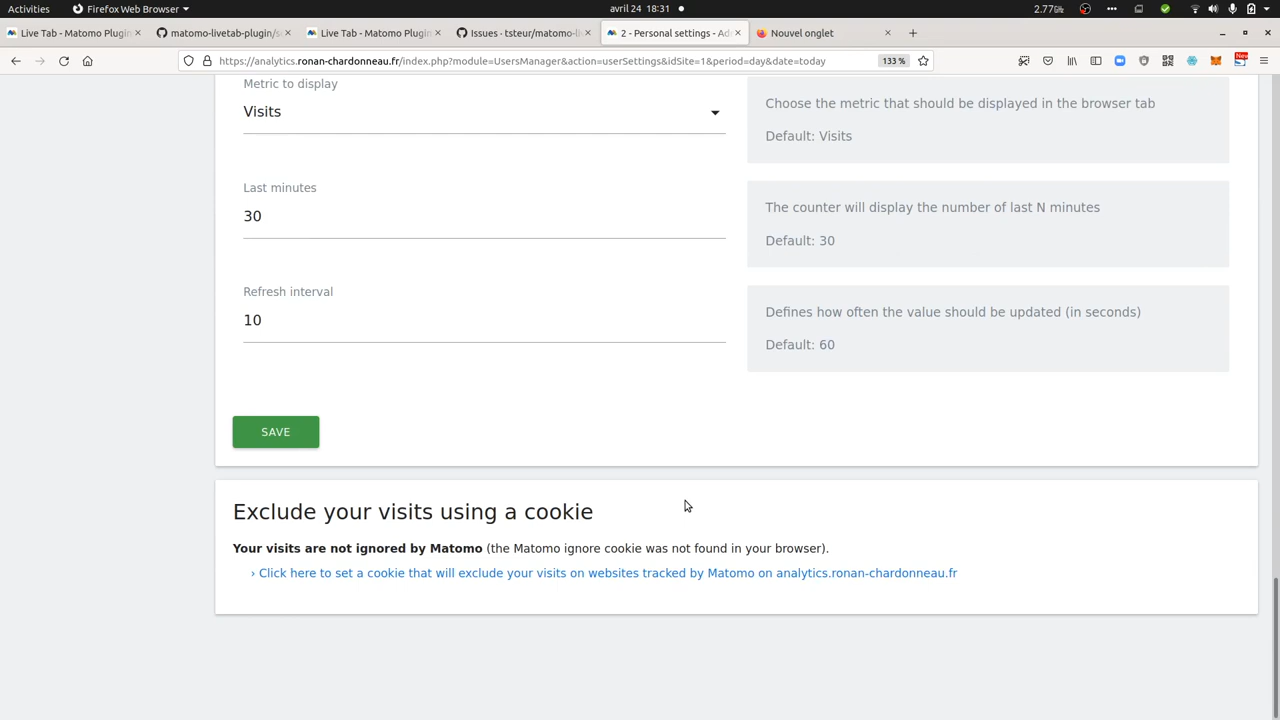 Activities
Firefox Web Browser
avril 24 18:31
2.77
Live Tab - Matomo Plugin
matomo-livetab-plugin/s
Live Tab - Matomo Plugin
Issues · tsteur/matomo-li
2 - Personal settings - Ad
Nouvel onglet
https://analytics.ronan-chardonneau.fr/index.php?module=UsersManager&action=userSettings&idSite=1&period=day&date=today
133 %
New
Metric to display
Visits
Choose the metric that should be displayed in the browser tab
Default: Visits
Last minutes
30
The counter will display the number of last N minutes
Default: 30
Refresh interval
10
Defines how often the value should be updated (in seconds)
Default: 60
SAVE
Exclude your visits using a cookie
Your visits are not ignored by Matomo (the Matomo ignore cookie was not found in your browser).
› Click here to set a cookie that will exclude your visits on websites tracked by Matomo on analytics.ronan-chardonneau.fr